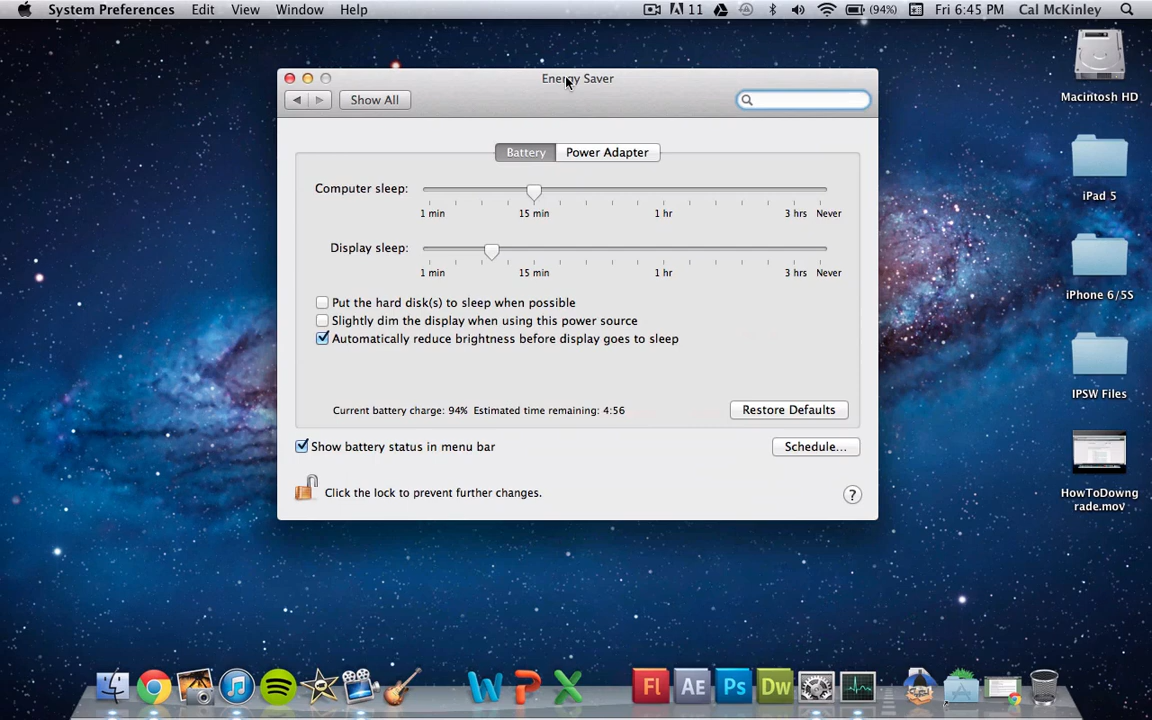 System Preferences Edit View Window Help 11 (94%) Fri 6:45 PM Cal McKinley
Energy Saver
Show All
Battery Power Adapter
Computer sleep:
1 min 15 min 1 hr 3 hrs Never
Display sleep:
1 min 15 min 1 hr 3 hrs Never
Put the hard disk(s) to sleep when possible
Slightly dim the display when using this power source
Automatically reduce brightness before display goes to sleep
Current battery charge: 94% Estimated time remaining: 4:56
Restore Defaults
Show battery status in menu bar
Schedule...
Click the lock to prevent further changes.
?
Macintosh HD
iPad 5
iPhone 6/5S
IPSW Files
HowToDowng
rade.mov
W P X Fl AE Ps Dw